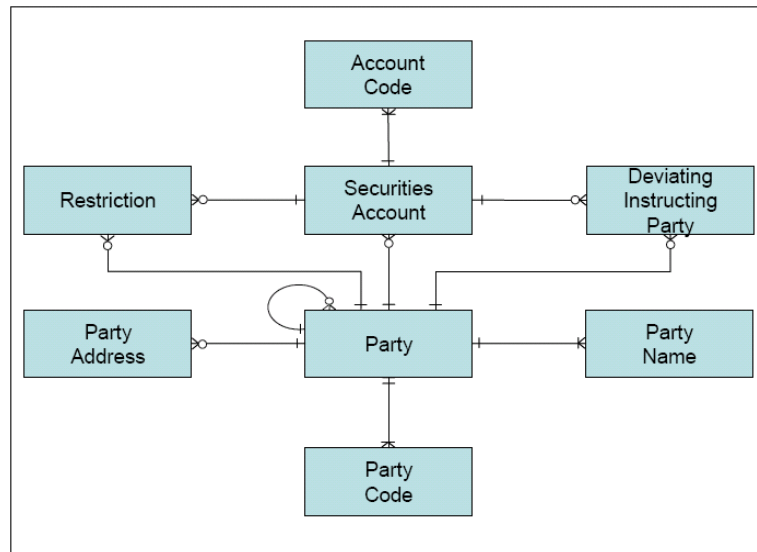 Account
Code
Restriction
Securities
Account
Deviating
Instructing
Party
Party
Address
Party
Party
Name
Party
Code